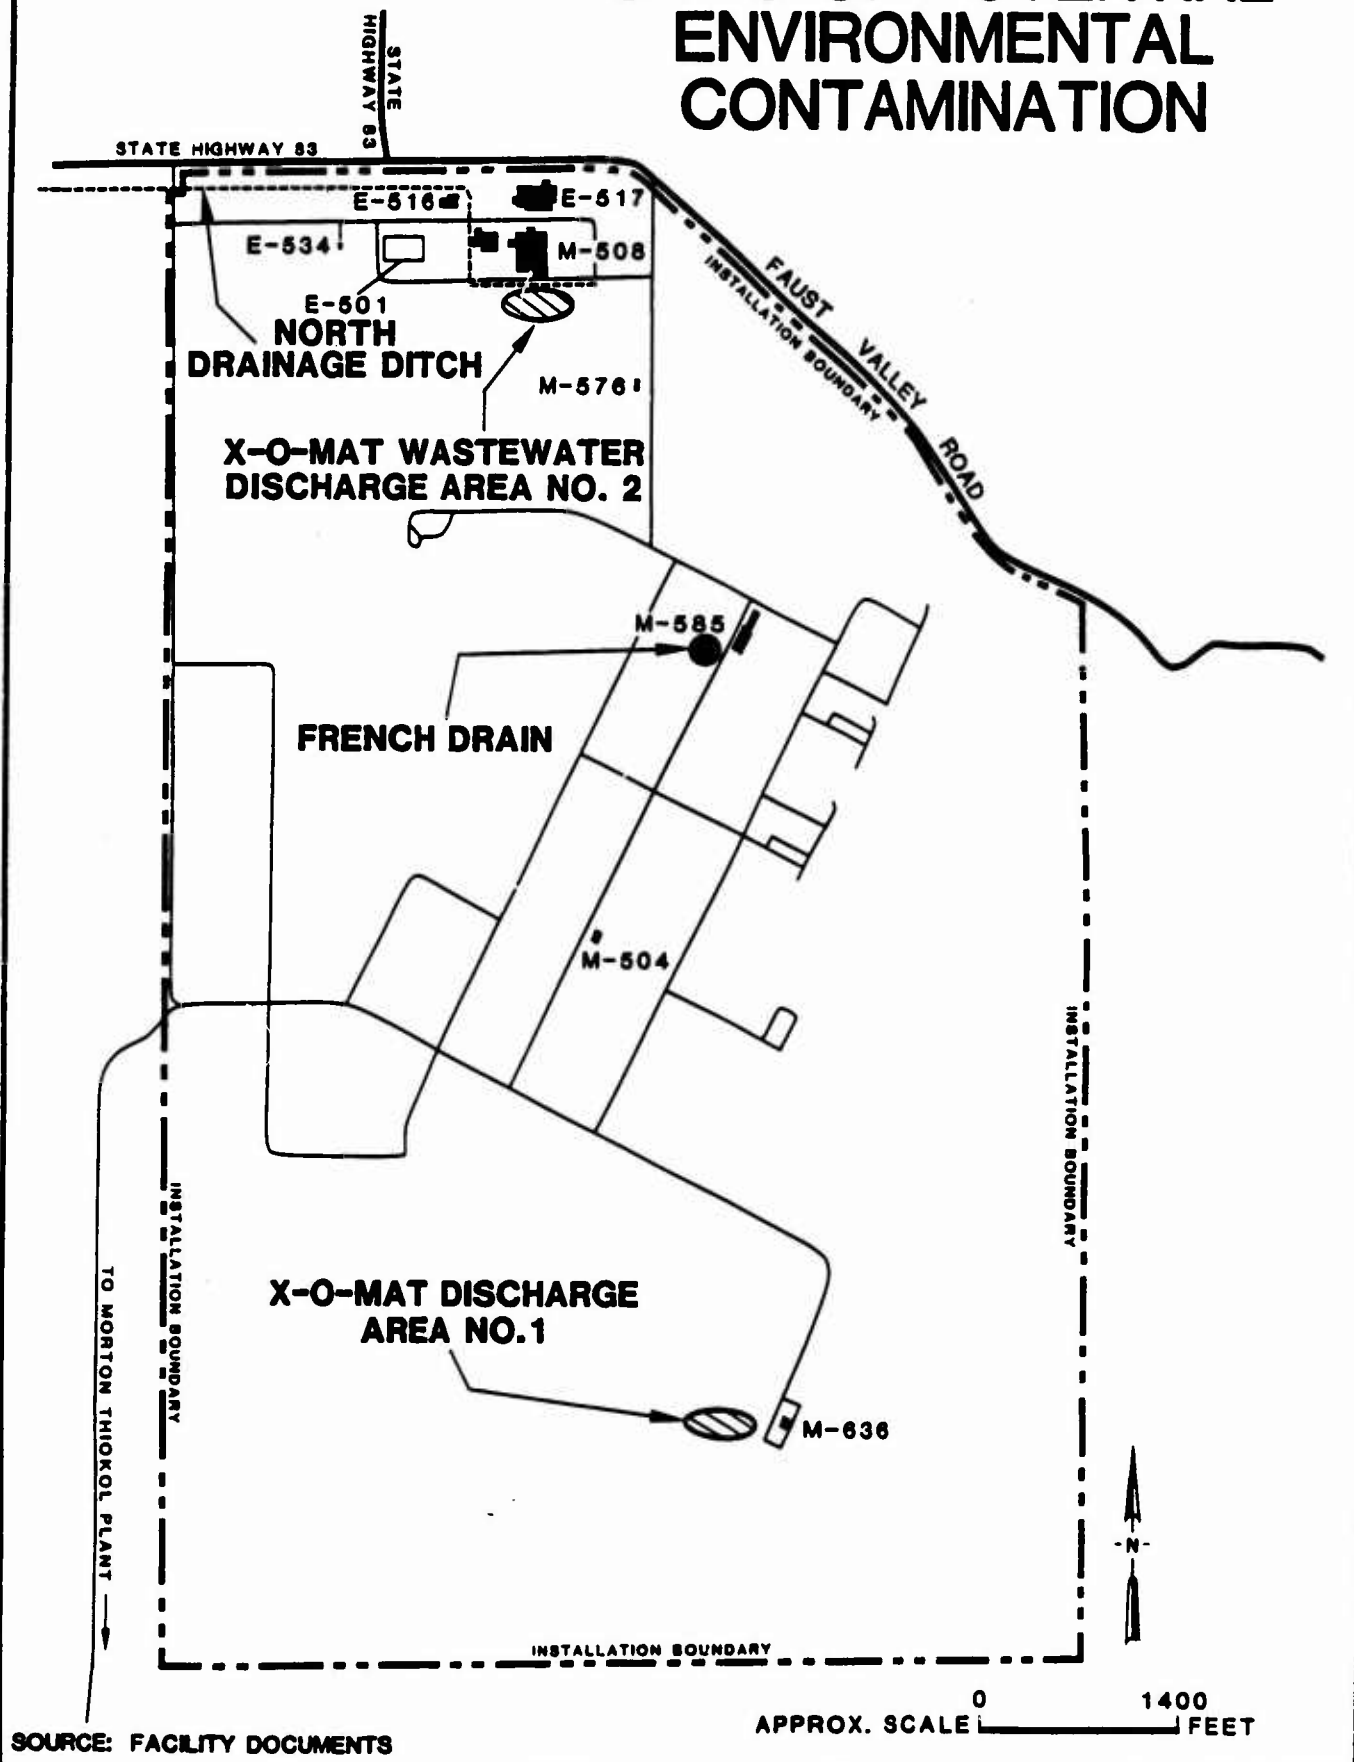 ENVIRONMENTAL
CONTAMINATION
STATE
HIGHWAY 83
STATE HIGHWAY 83
E-516
E-517
E-534
M-508
E-501
NORTH
DRAINAGE DITCH
FAUST VALLEY ROAD
INSTALLATION BOUNDARY
M-576
X-O-MAT WASTEWATER
DISCHARGE AREA NO. 2
M-585
FRENCH DRAIN
M-504
INSTALLATION BOUNDARY
INSTALLATION BOUNDARY
TO MORTON THIOKOL PLANT
X-O-MAT DISCHARGE
AREA NO.1
M-636
-N-
INSTALLATION BOUNDARY
0 1400
APPROX. SCALE FEET
SOURCE: FACILITY DOCUMENTS